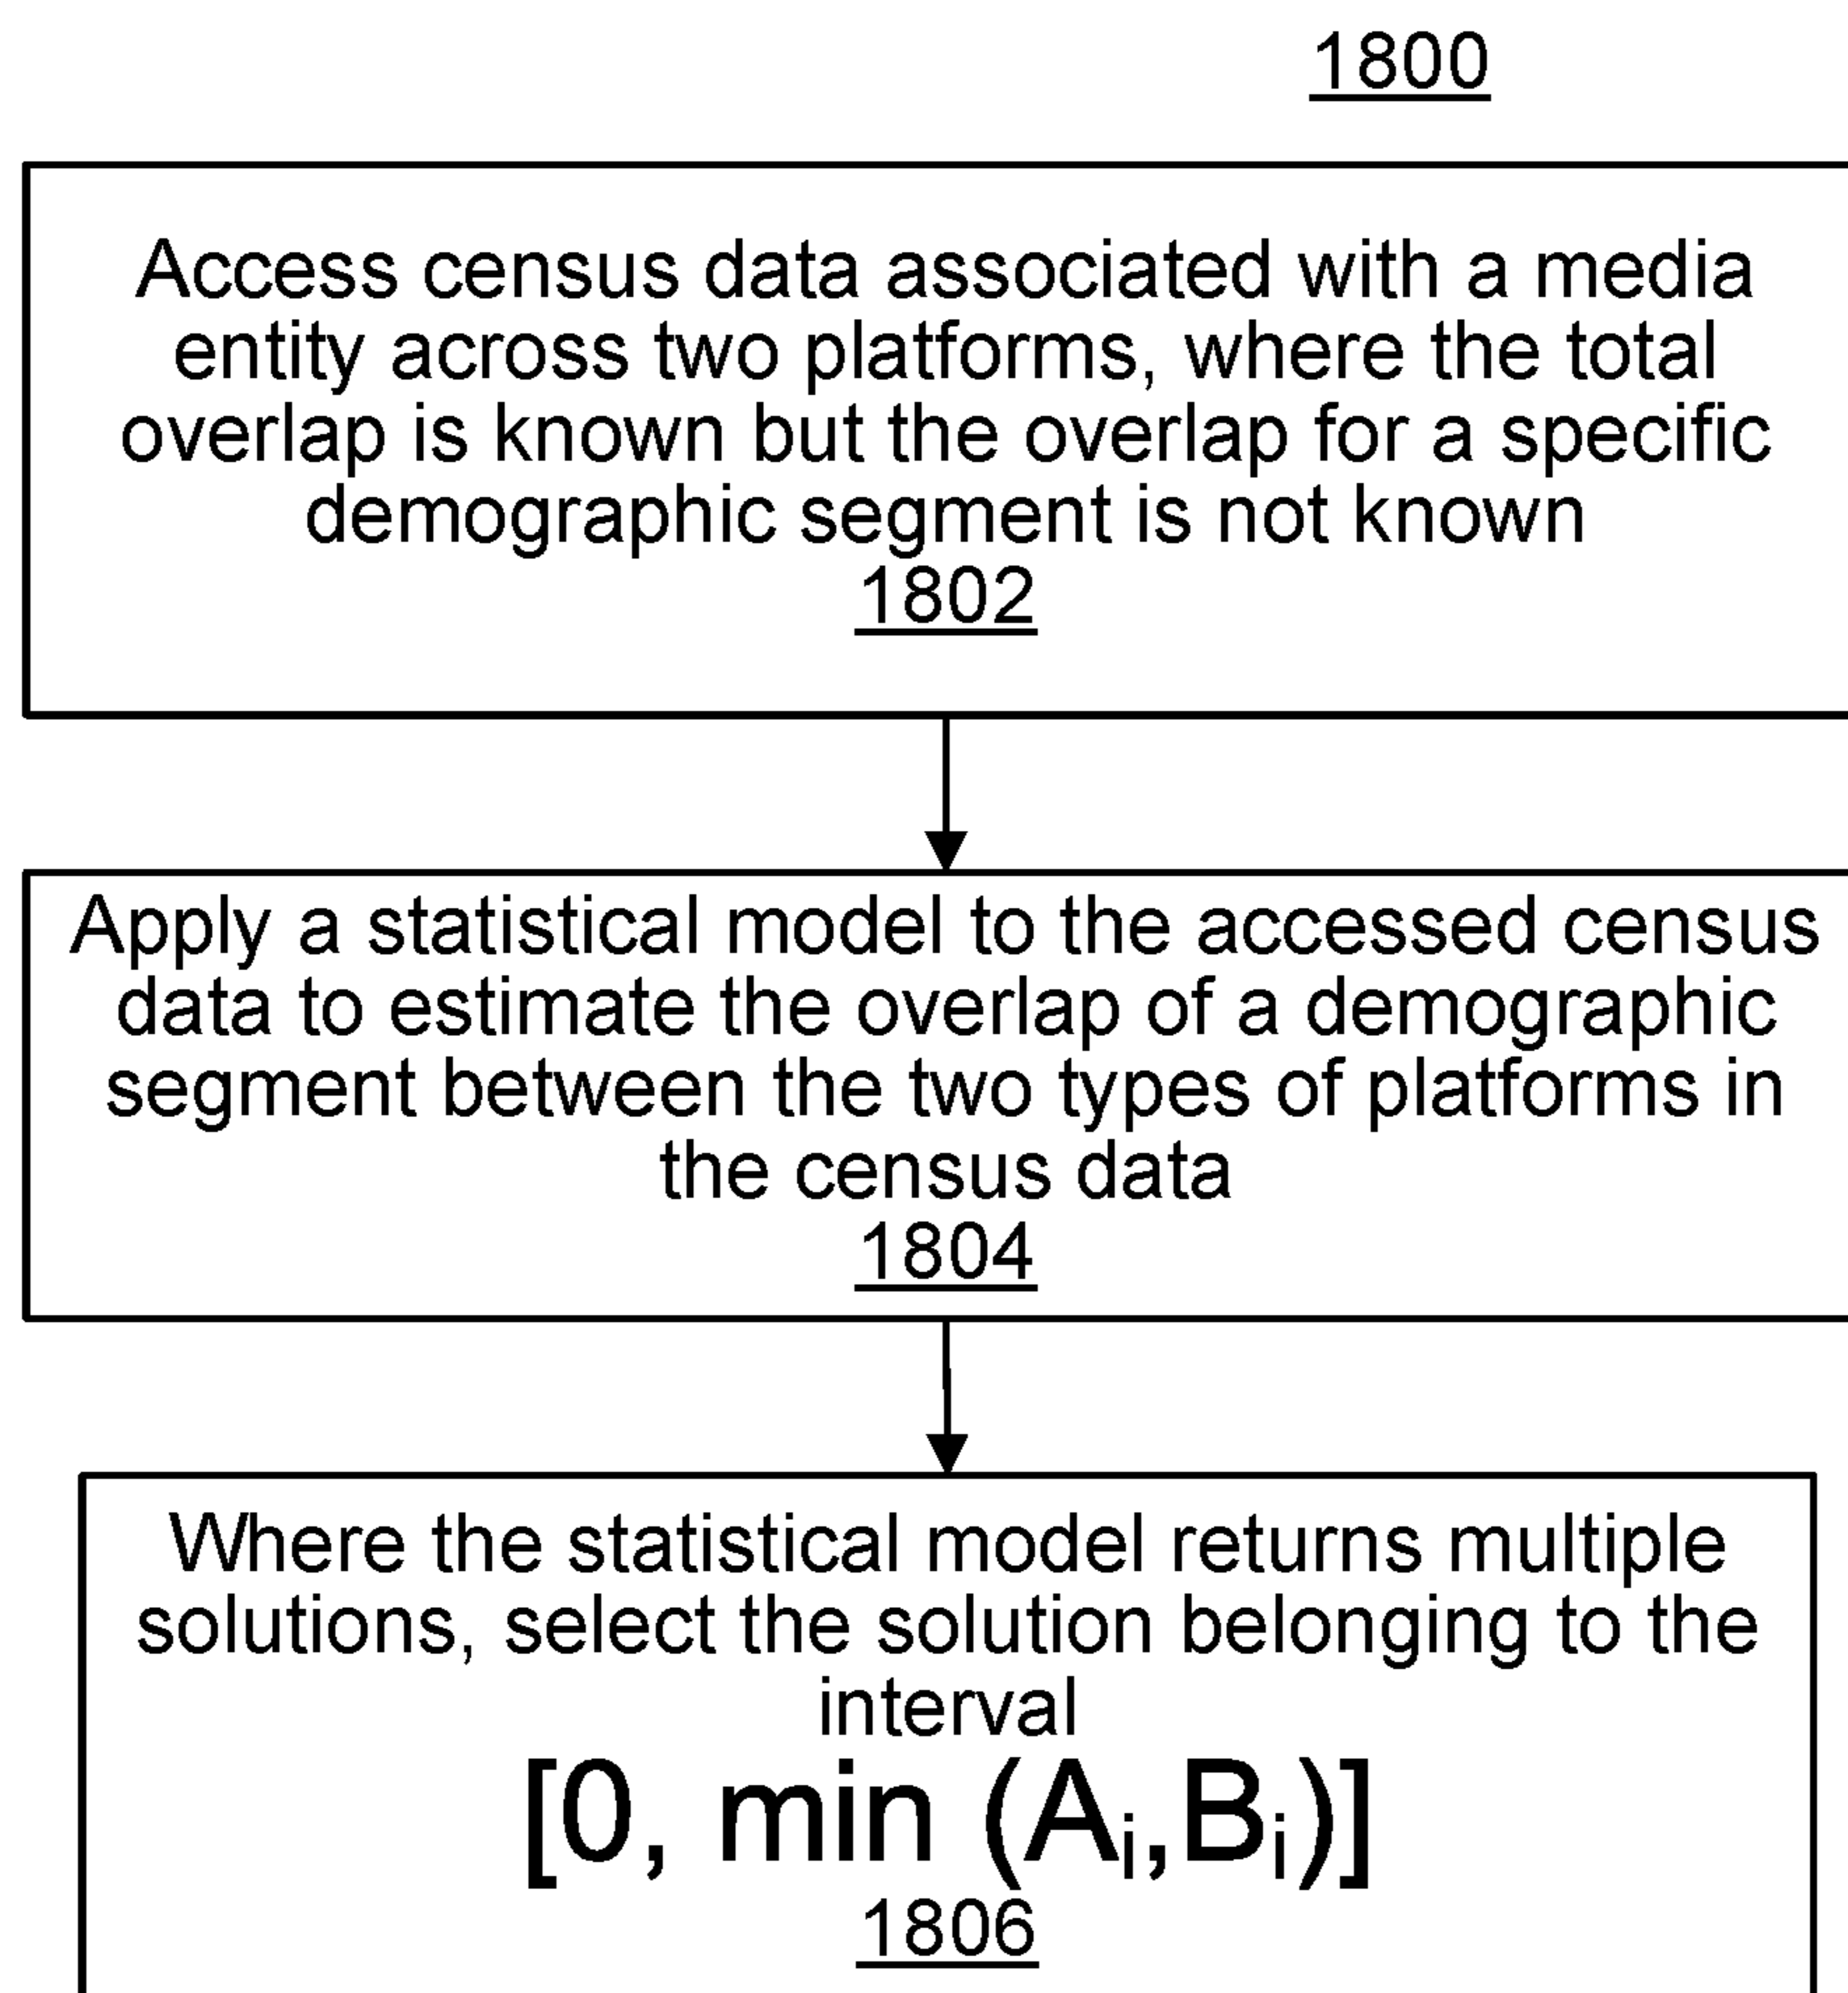 1800
Access census data associated with a media
entity across two platforms, where the total
overlap is known but the overlap for a specific
demographic segment is not known
1802
Apply a statistical model to the accessed census
data to estimate the overlap of a demographic
segment between the two types of platforms in
the census data
1804
Where the statistical model returns multiple
solutions, select the solution belonging to the
interval
[0, min (Ai,Bi)]
1806